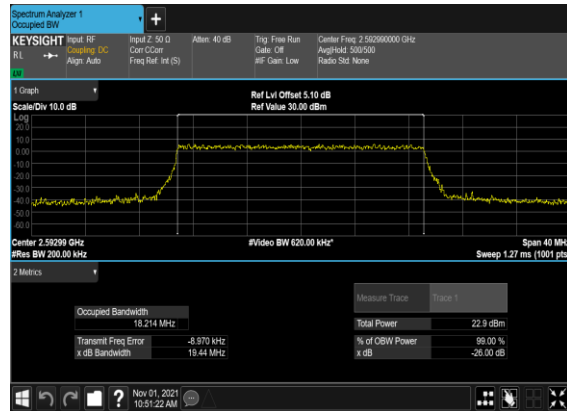 Spectrum Analyzer 1
Occupied BW
+
KEYSIGHT Input: RF Input Z: 50 Ω Atten: 40 dB Trig: Free Run Center Freq: 2.592990000 GHz
RL Coupling: DC Corr CCorr Gate: Off Avg|Hold: 500/500
Align: Auto Freq Ref: Int (S) #IF Gain: Low Radio Std: None
1 Graph
Ref Lvl Offset 5.10 dB
Scale/Div 10.0 dB Ref Value 30.00 dBm
Log
20.0
10.0
0.00
-10.0
-20.0
-30.0
-40.0
-50.0
-60.0
Center 2.59299 GHz #Video BW 620.00 kHz* Span 40 MHz
#Res BW 200.00 kHz Sweep 1.27 ms (1001 pts
2 Metrics
Measure Trace Trace 1
Occupied Bandwidth
18.214 MHz Total Power 22.9 dBm
Transmit Freq Error -8.970 kHz % of OBW Power 99.00 %
x dB Bandwidth 19.44 MHz x dB -26.00 dB
? Nov 01, 2021
10:51:22 AM